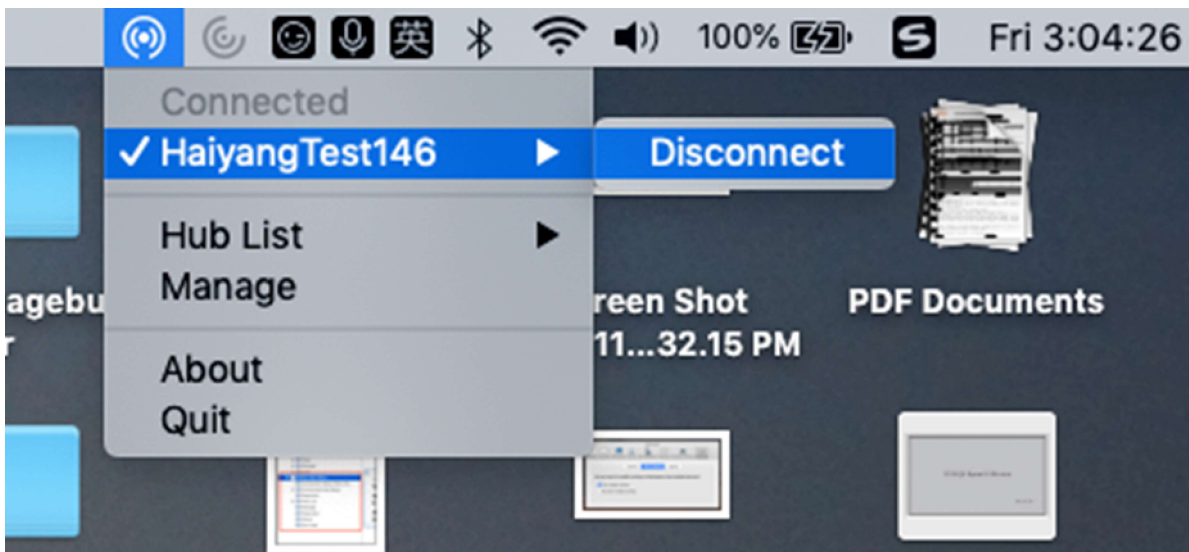 英 100% S Fri 3:04:26
Connected
✓ HaiyangTest146 ▶ Disconnect
Hub List ▶
Manage
agebu reen Shot PDF Documents
r 11...32.15 PM
About
Quit